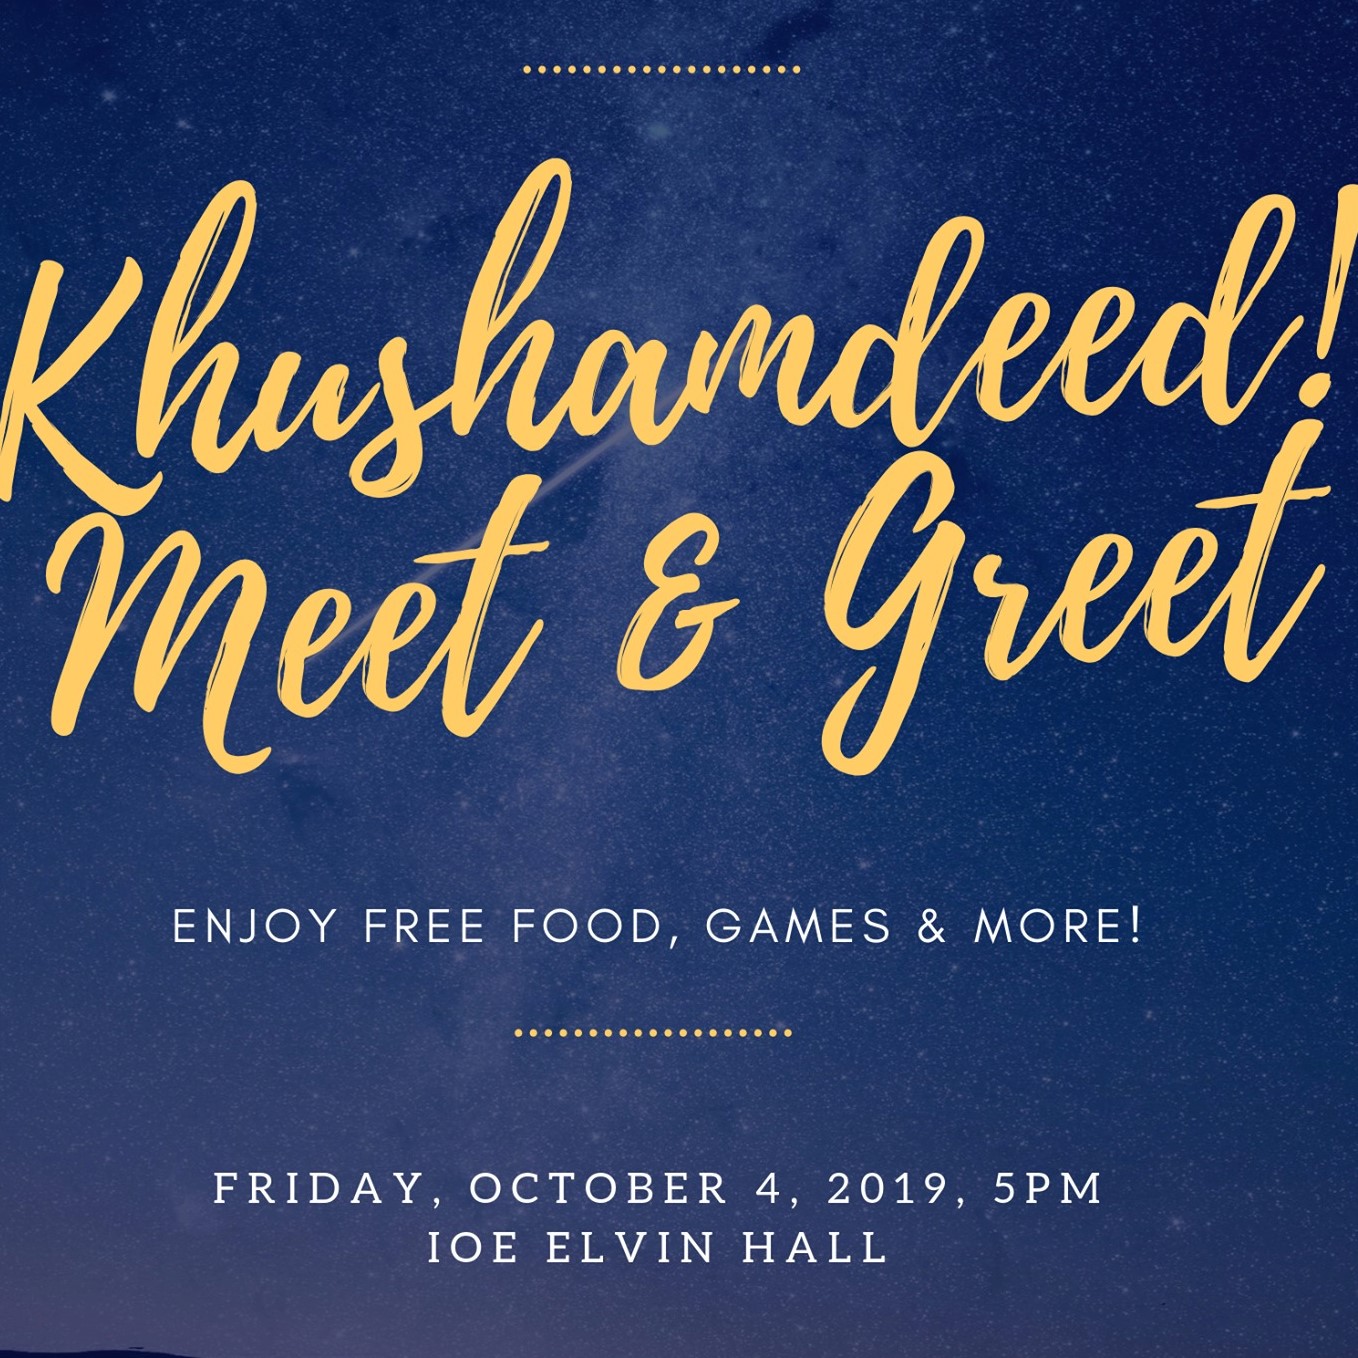 Khushamdeed!
Meet & Greet
ENJOY FREE FOOD, GAMES & MORE!
FRIDAY, OCTOBER 4, 2019, 5PM
IOE ELVIN HALL